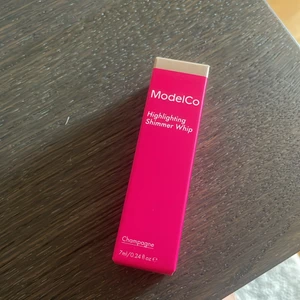 ModelCo
Highlighting
Shimmer Whip
Champagne
7ml/0.24 fl.oz ℮